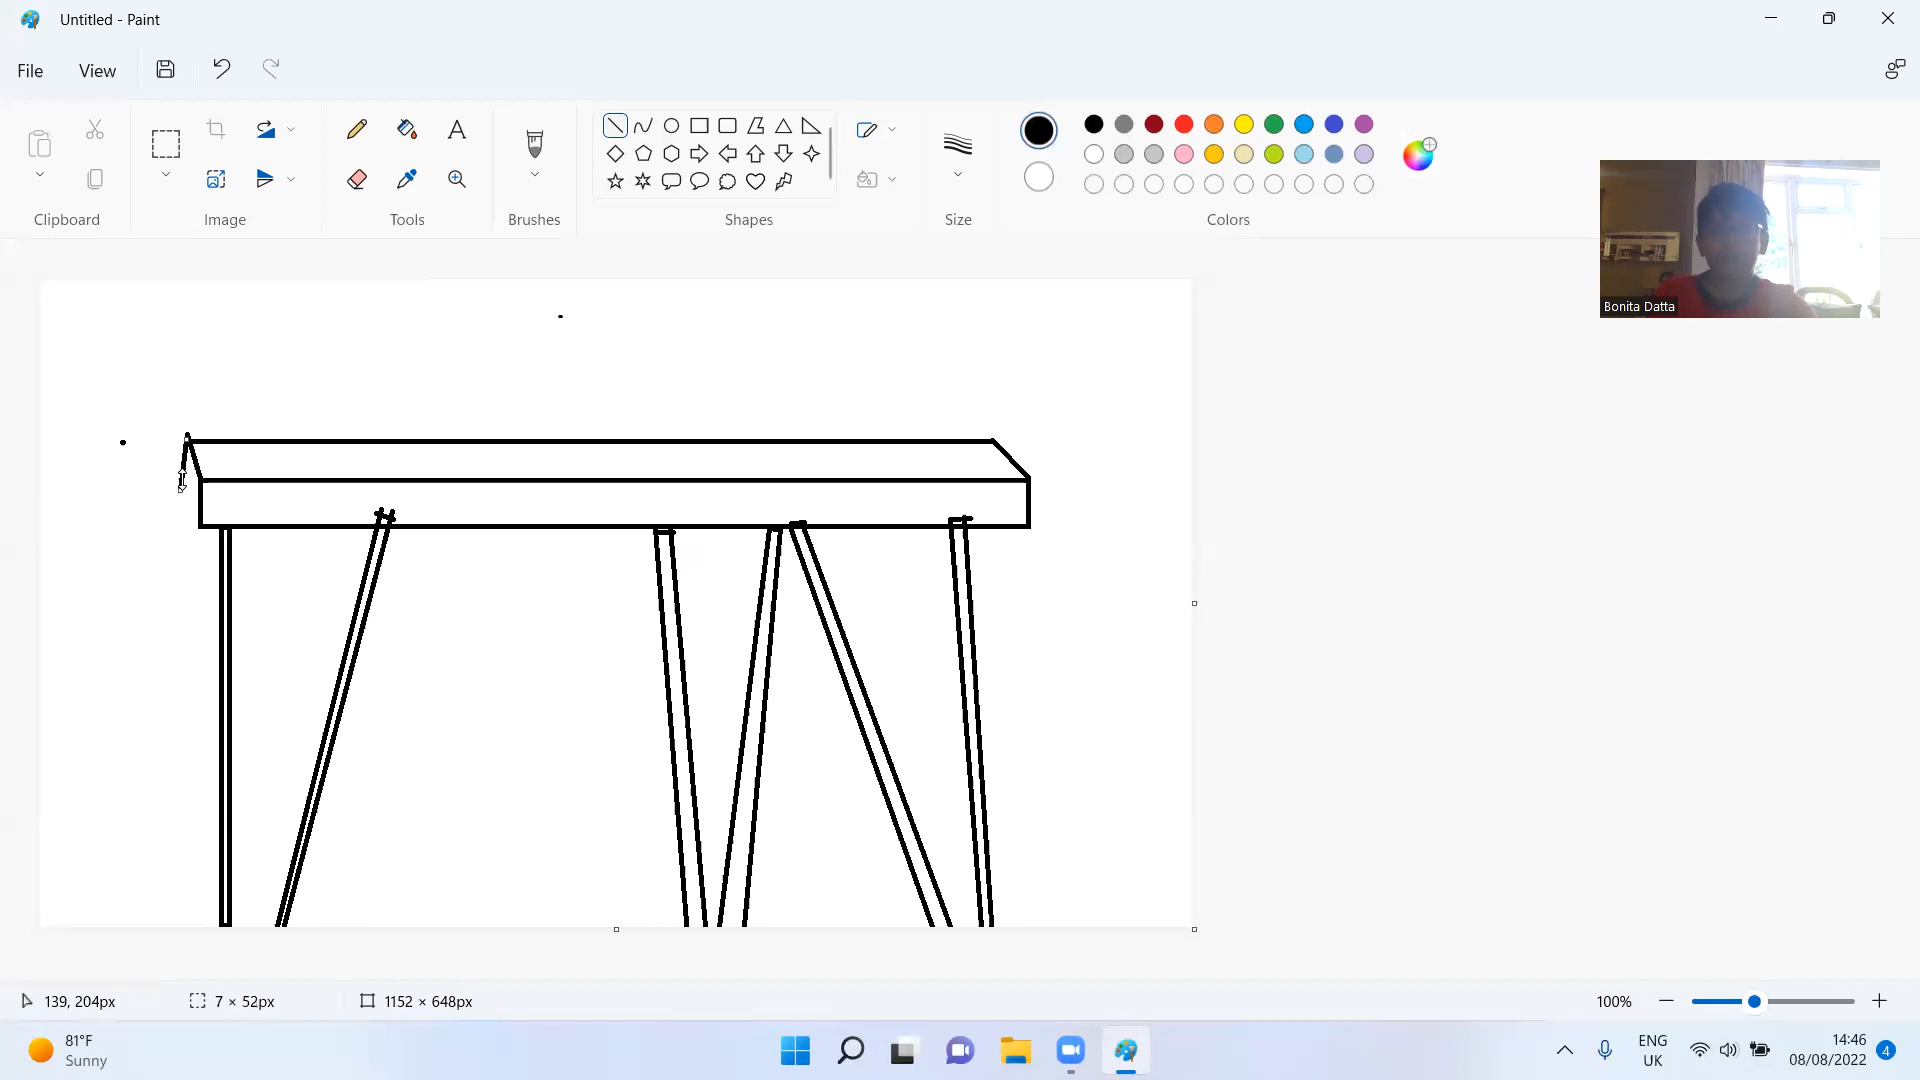 Untitled - Paint
File
View
Clipboard
Image
Tools
Brushes
Shapes
Size
Colors
Bonita Datta
139, 204px
7 × 52px
1152 × 648px
100%
81°F
Sunny
ENG
UK
14:46
08/08/2022
4